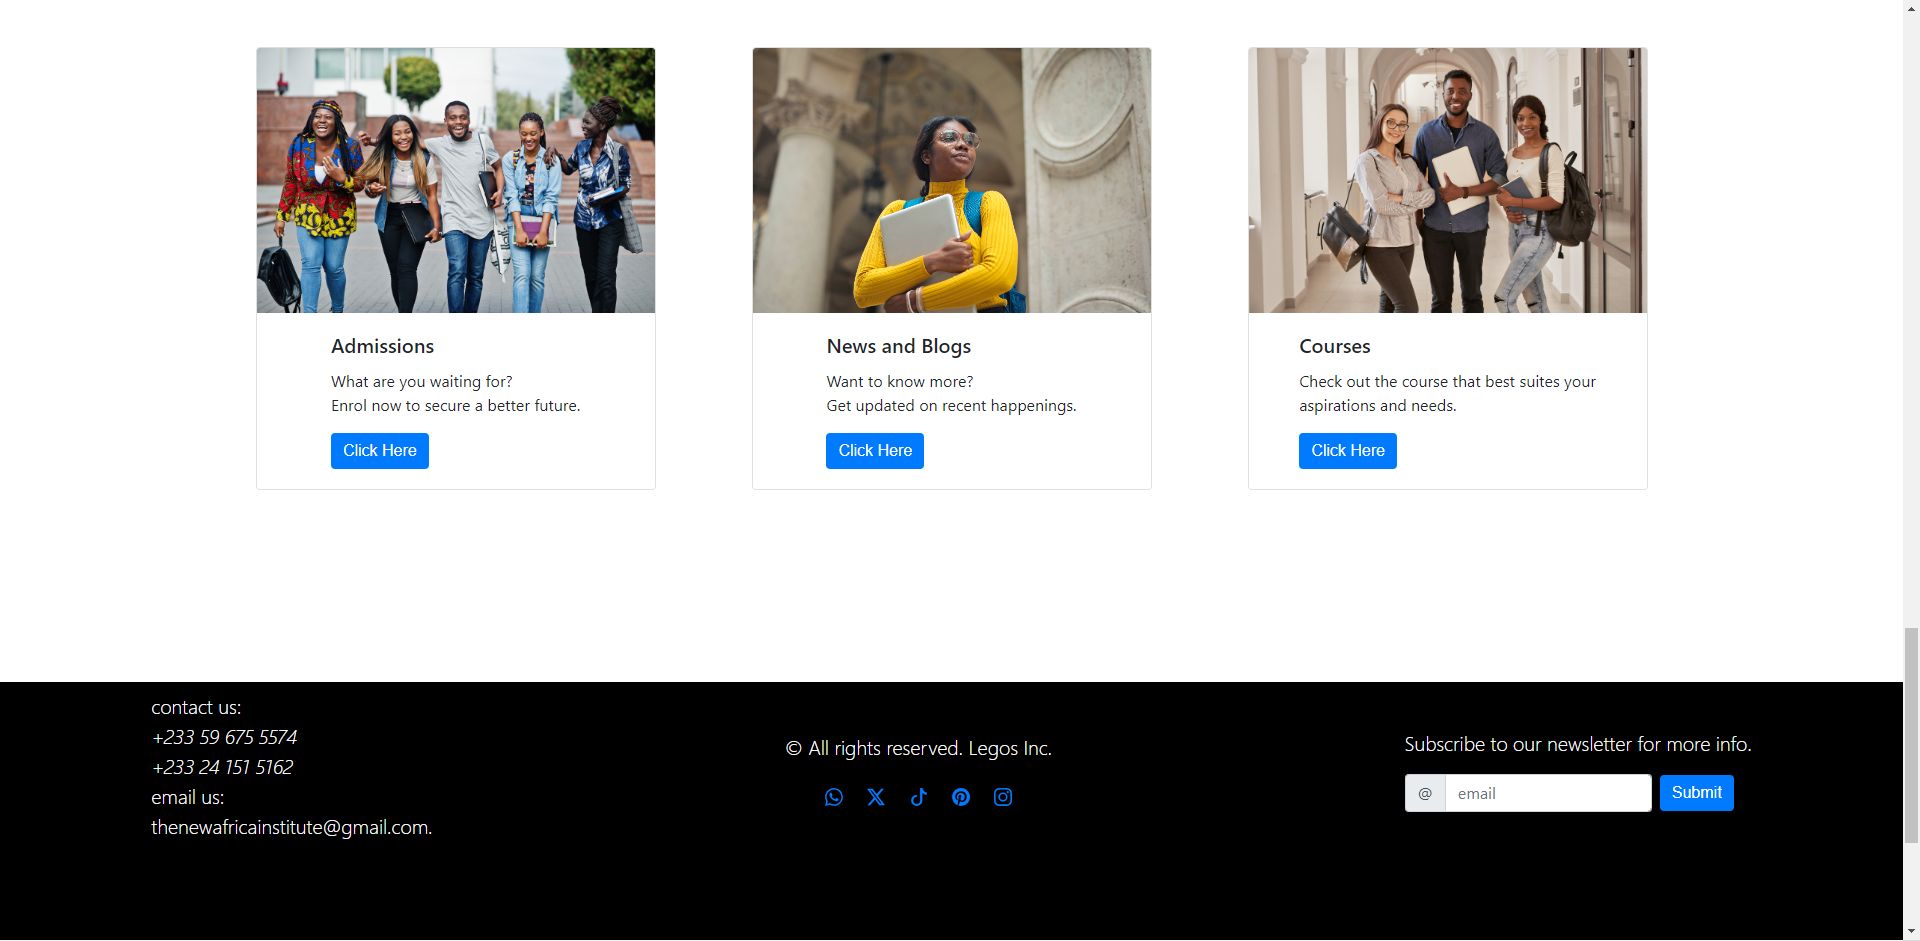 Admissions
What are you waiting for?
Enrol now to secure a better future.
Click Here
News and Blogs
Want to know more?
Get updated on recent happenings.
Click Here
Courses
Check out the course that best suites your
aspirations and needs.
Click Here
contact us:
+233 59 675 5574
+233 24 151 5162
email us:
thenewafricainstitute@gmail.com.
© All rights reserved. Legos Inc.
Subscribe to our newsletter for more info.
@ email Submit